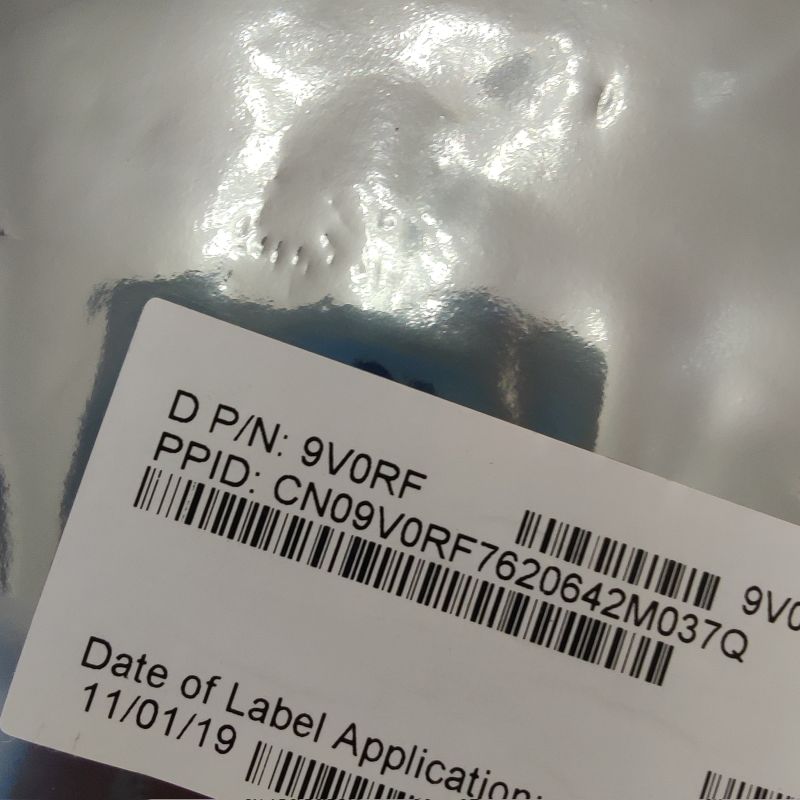 D P/N: 9V0RF
9V0
PPID: CN09V0RF7620642M037Q
Date of Label Application:
11/01/19